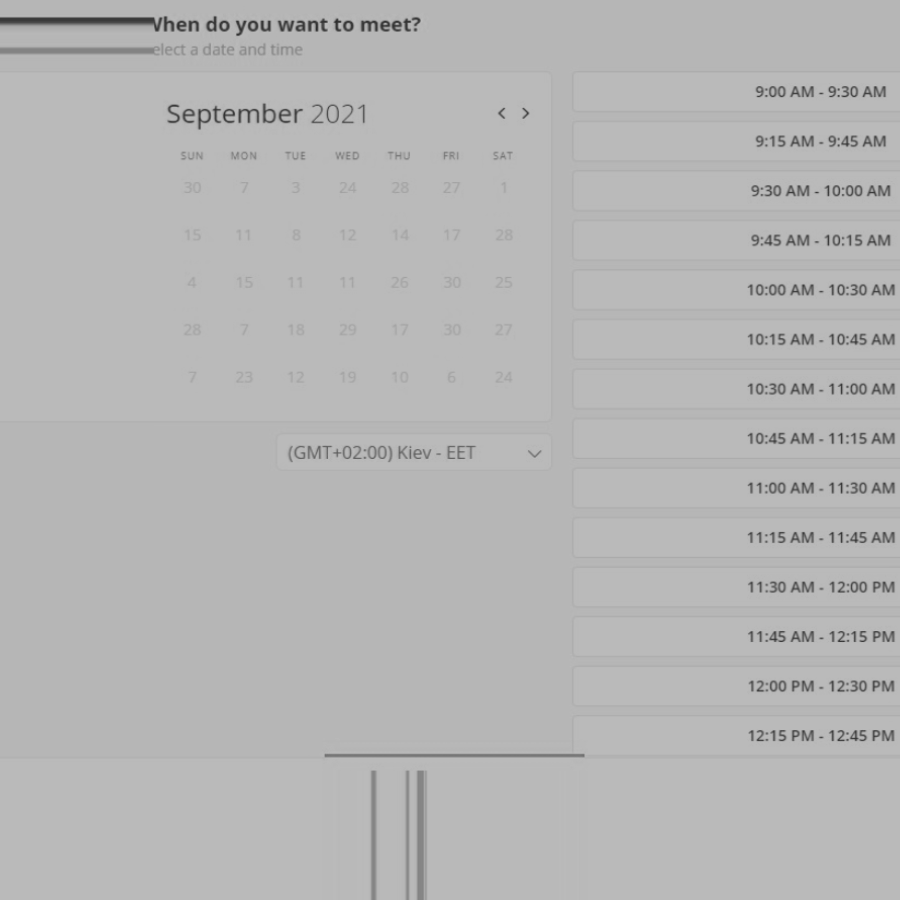 When do you want to meet?
elect a date and time
September 2021
SUN MON TUE WED THU FRI SAT
30 7 3 24 28 27 1
15 11 8 12 14 17 28
4 15 11 11 26 30 25
28 7 18 29 17 30 27
7 23 12 19 10 6 24
(GMT+02:00) Kiev - EET
9:00 AM - 9:30 AM
9:15 AM - 9:45 AM
9:30 AM - 10:00 AM
9:45 AM - 10:15 AM
10:00 AM - 10:30 AM
10:15 AM - 10:45 AM
10:30 AM - 11:00 AM
10:45 AM - 11:15 AM
11:00 AM - 11:30 AM
11:15 AM - 11:45 AM
11:30 AM - 12:00 PM
11:45 AM - 12:15 PM
12:00 PM - 12:30 PM
12:15 PM - 12:45 PM